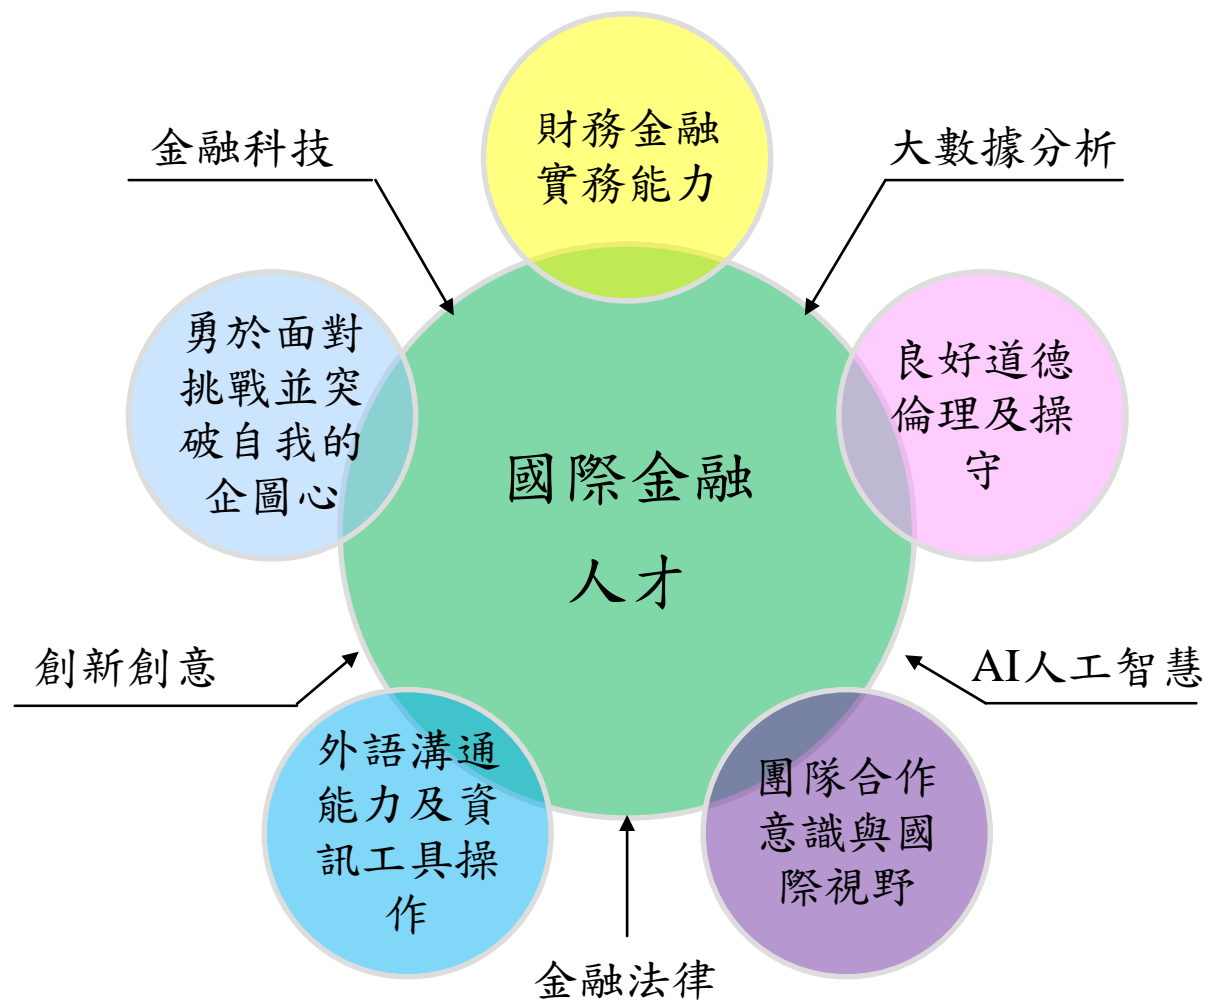 財務金融
實務能力
金融科技
大數據分析
勇於面對
挑戰並突
破自我的
企圖心
良好道德
倫理及操
守
國際金融
人才
創新創意
AI人工智慧
外語溝通
能力及資
訊工具操
作
團隊合作
意識與國
際視野
金融法律